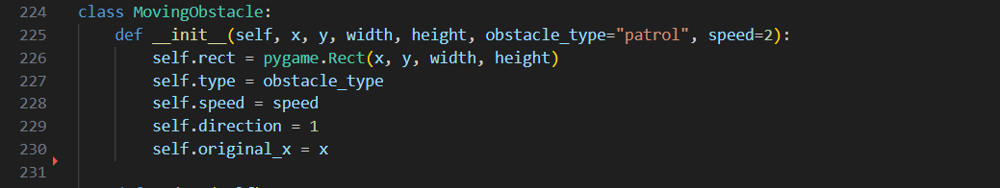 224 class MovingObstacle:
225     def __init__(self, x, y, width, height, obstacle_type="patrol", speed=2):
226         self.rect = pygame.Rect(x, y, width, height)
227         self.type = obstacle_type
228         self.speed = speed
229         self.direction = 1
230         self.original_x = x
231